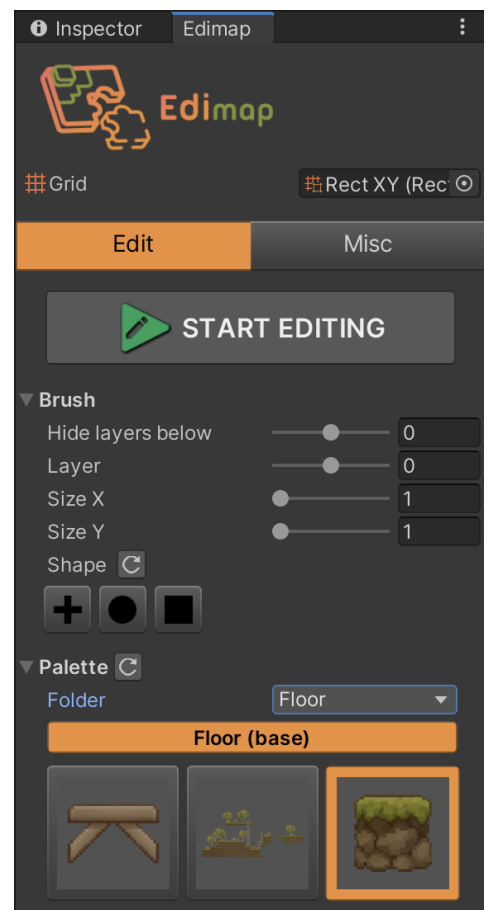 Inspector Edimap
Edimap
Grid Rect XY (Rec
Edit Misc
START EDITING
Brush
Hide layers below 0
Layer 0
Size X 1
Size Y 1
Shape
Palette
Folder Floor
Floor (base)